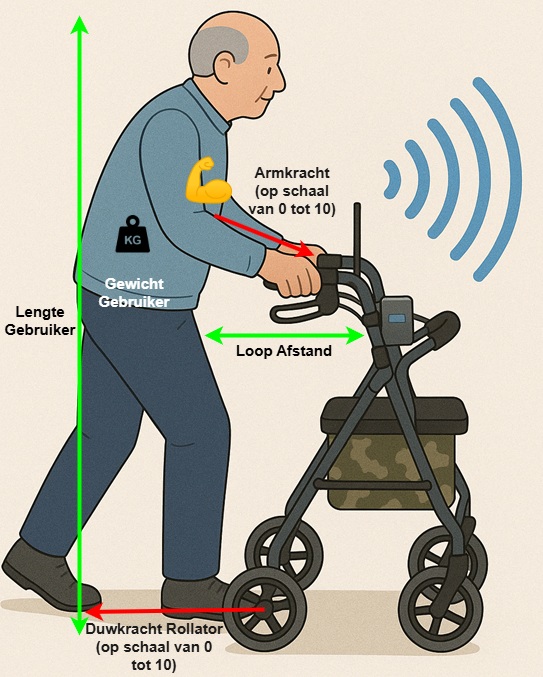 Armkracht
(op schaal
van 0 tot 10)
KG
Gewicht
Gebruiker
Lengte
Gebruiker
Loop Afstand
Duwkracht Rollator
(op schaal van 0
tot 10)